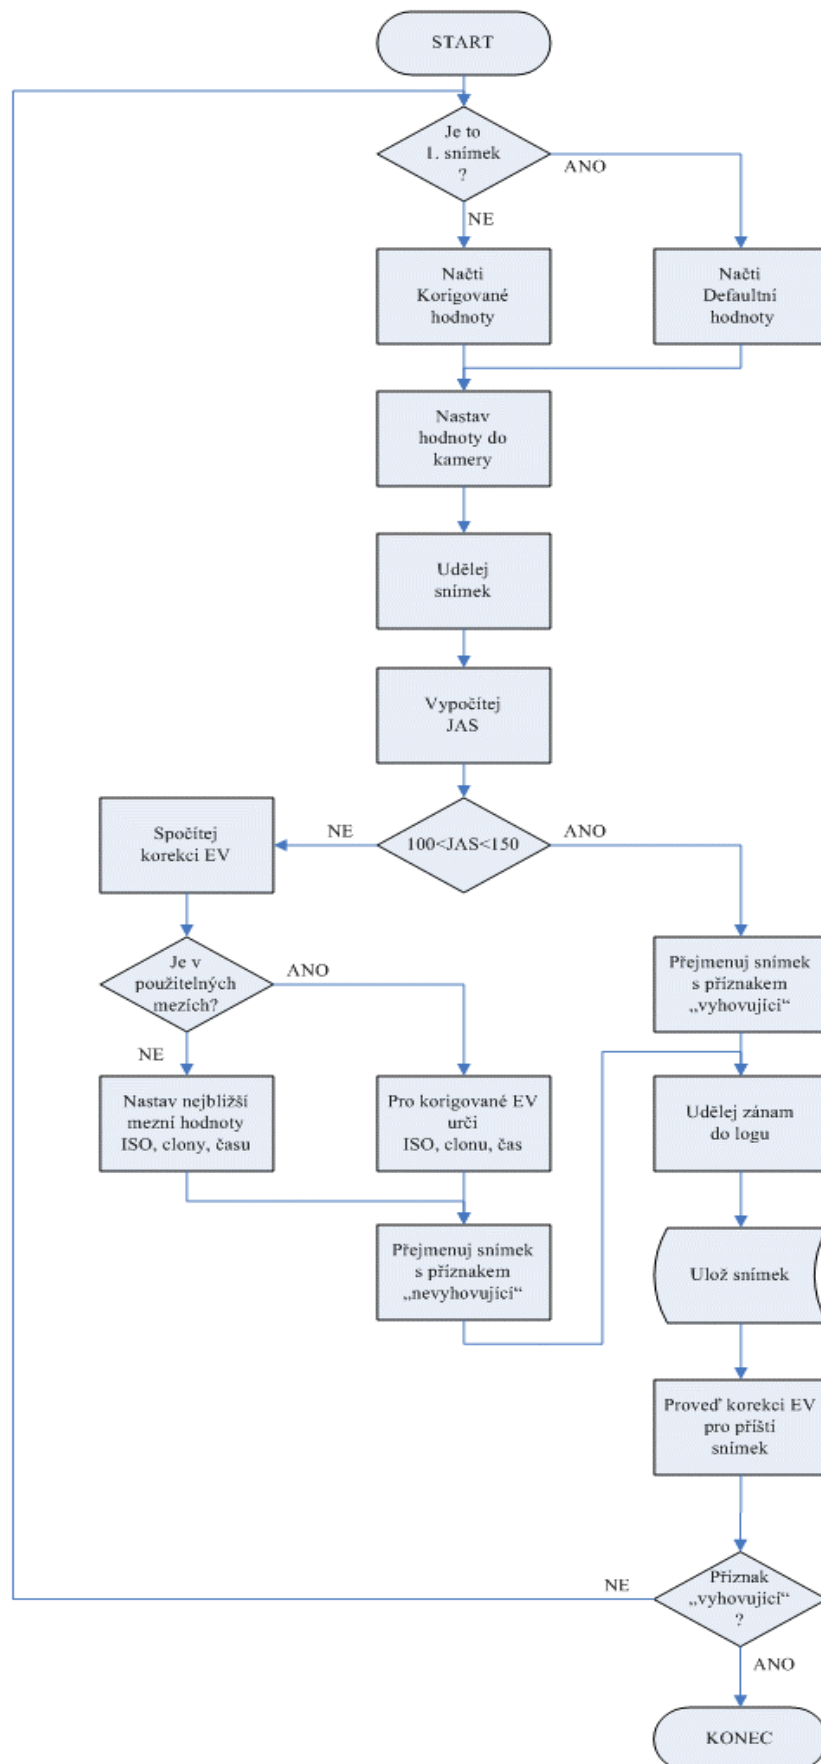 START
Je to
1. snímek
?
ANO
NE
Načti
Korigované
hodnoty
Načti
Defaultní
hodnoty
Nastav
hodnoty do
kamery
Udělej
snímek
Vypočítej
JAS
100<JAS<150
NE
ANO
Spočítej
korekci EV
Je v
použitelných
mezích?
ANO
NE
Přejmenuj snímek
s příznakem
„vyhovující“
Nastav nejbližší
mezní hodnoty
ISO, clony, času
Pro korigované EV
urči
ISO, clonu, čas
Udělej zánam
do logu
Přejmenuj snímek
s příznakem
„nevyhovující“
Ulož snímek
Proveď korekci EV
pro příští
snímek
Příznak
„vyhovující“
?
NE
ANO
KONEC